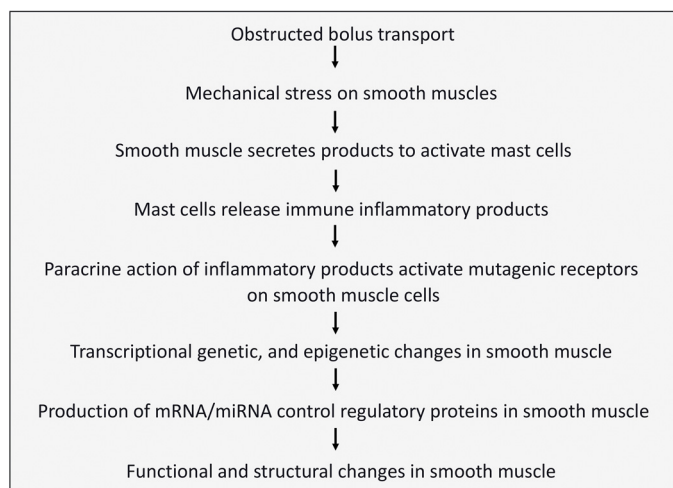 Obstructed bolus transport
Mechanical stress on smooth muscles
Smooth muscle secretes products to activate mast cells
Mast cells release immune inflammatory products
Paracrine action of inflammatory products activate mutagenic receptors
on smooth muscle cells
Transcriptional genetic, and epigenetic changes in smooth muscle
Production of mRNA/miRNA control regulatory proteins in smooth muscle
Functional and structural changes in smooth muscle